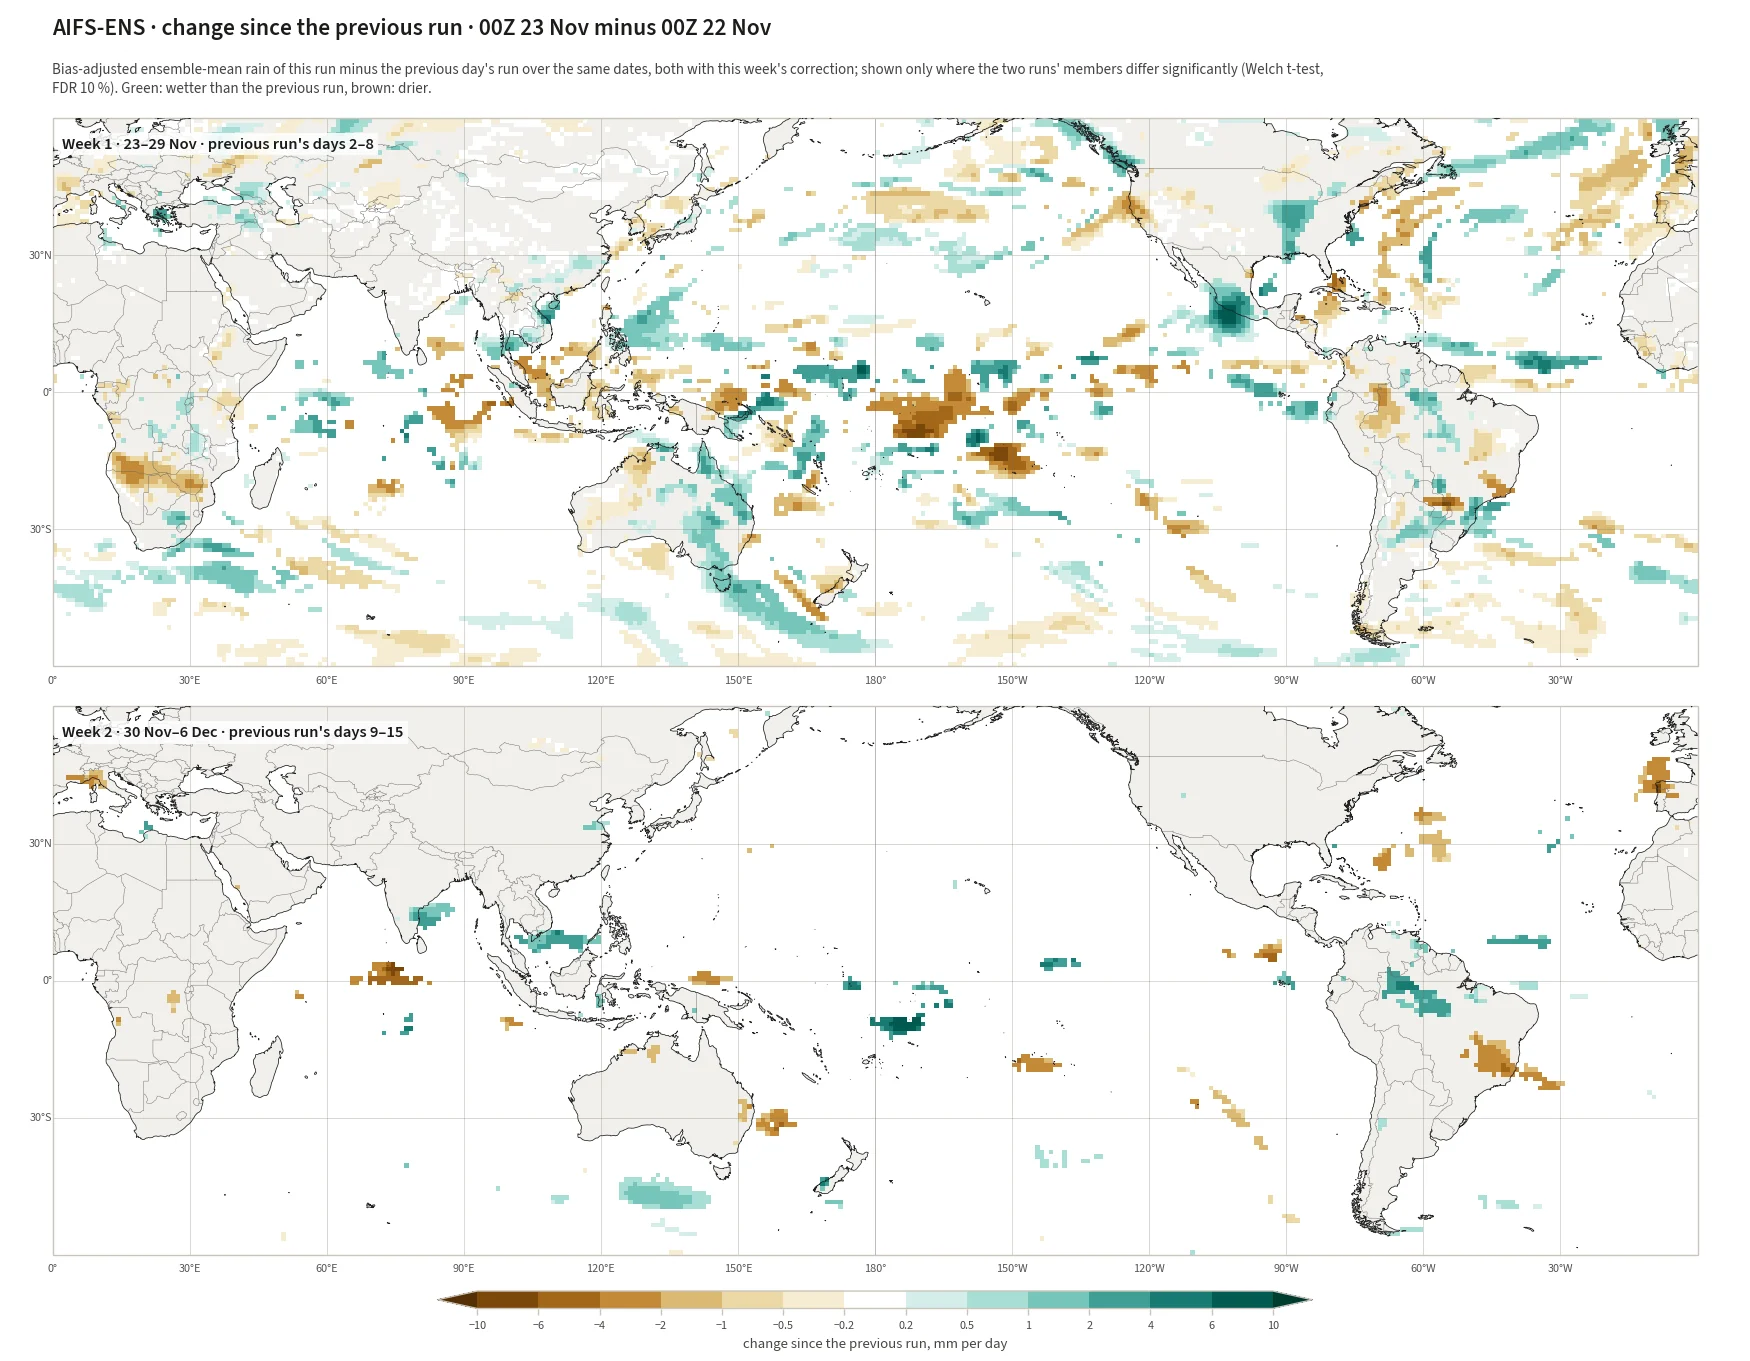 AIFS-ENS · change since the previous run · 00Z 23 Nov minus 00Z 22 Nov
Bias-adjusted ensemble-mean rain of this run minus the previous day's run over the same dates, both with this week's correction; shown only where the two runs' members differ significantly (Welch t-test,
FDR 10 %). Green: wetter than the previous run, brown: drier.
Week 1 · 23–29 Nov · previous run's days 2–8
30°N
0°
30°S
0° 30°E 60°E 90°E 120°E 150°E 180° 150°W 120°W 90°W 60°W 30°W
Week 2 · 30 Nov–6 Dec · previous run's days 9–15
30°N
0°
30°S
0° 30°E 60°E 90°E 120°E 150°E 180° 150°W 120°W 90°W 60°W 30°W
−10 −6 −4 −2 −1 −0.5 −0.2 0.2 0.5 1 2 4 6 10
change since the previous run, mm per day